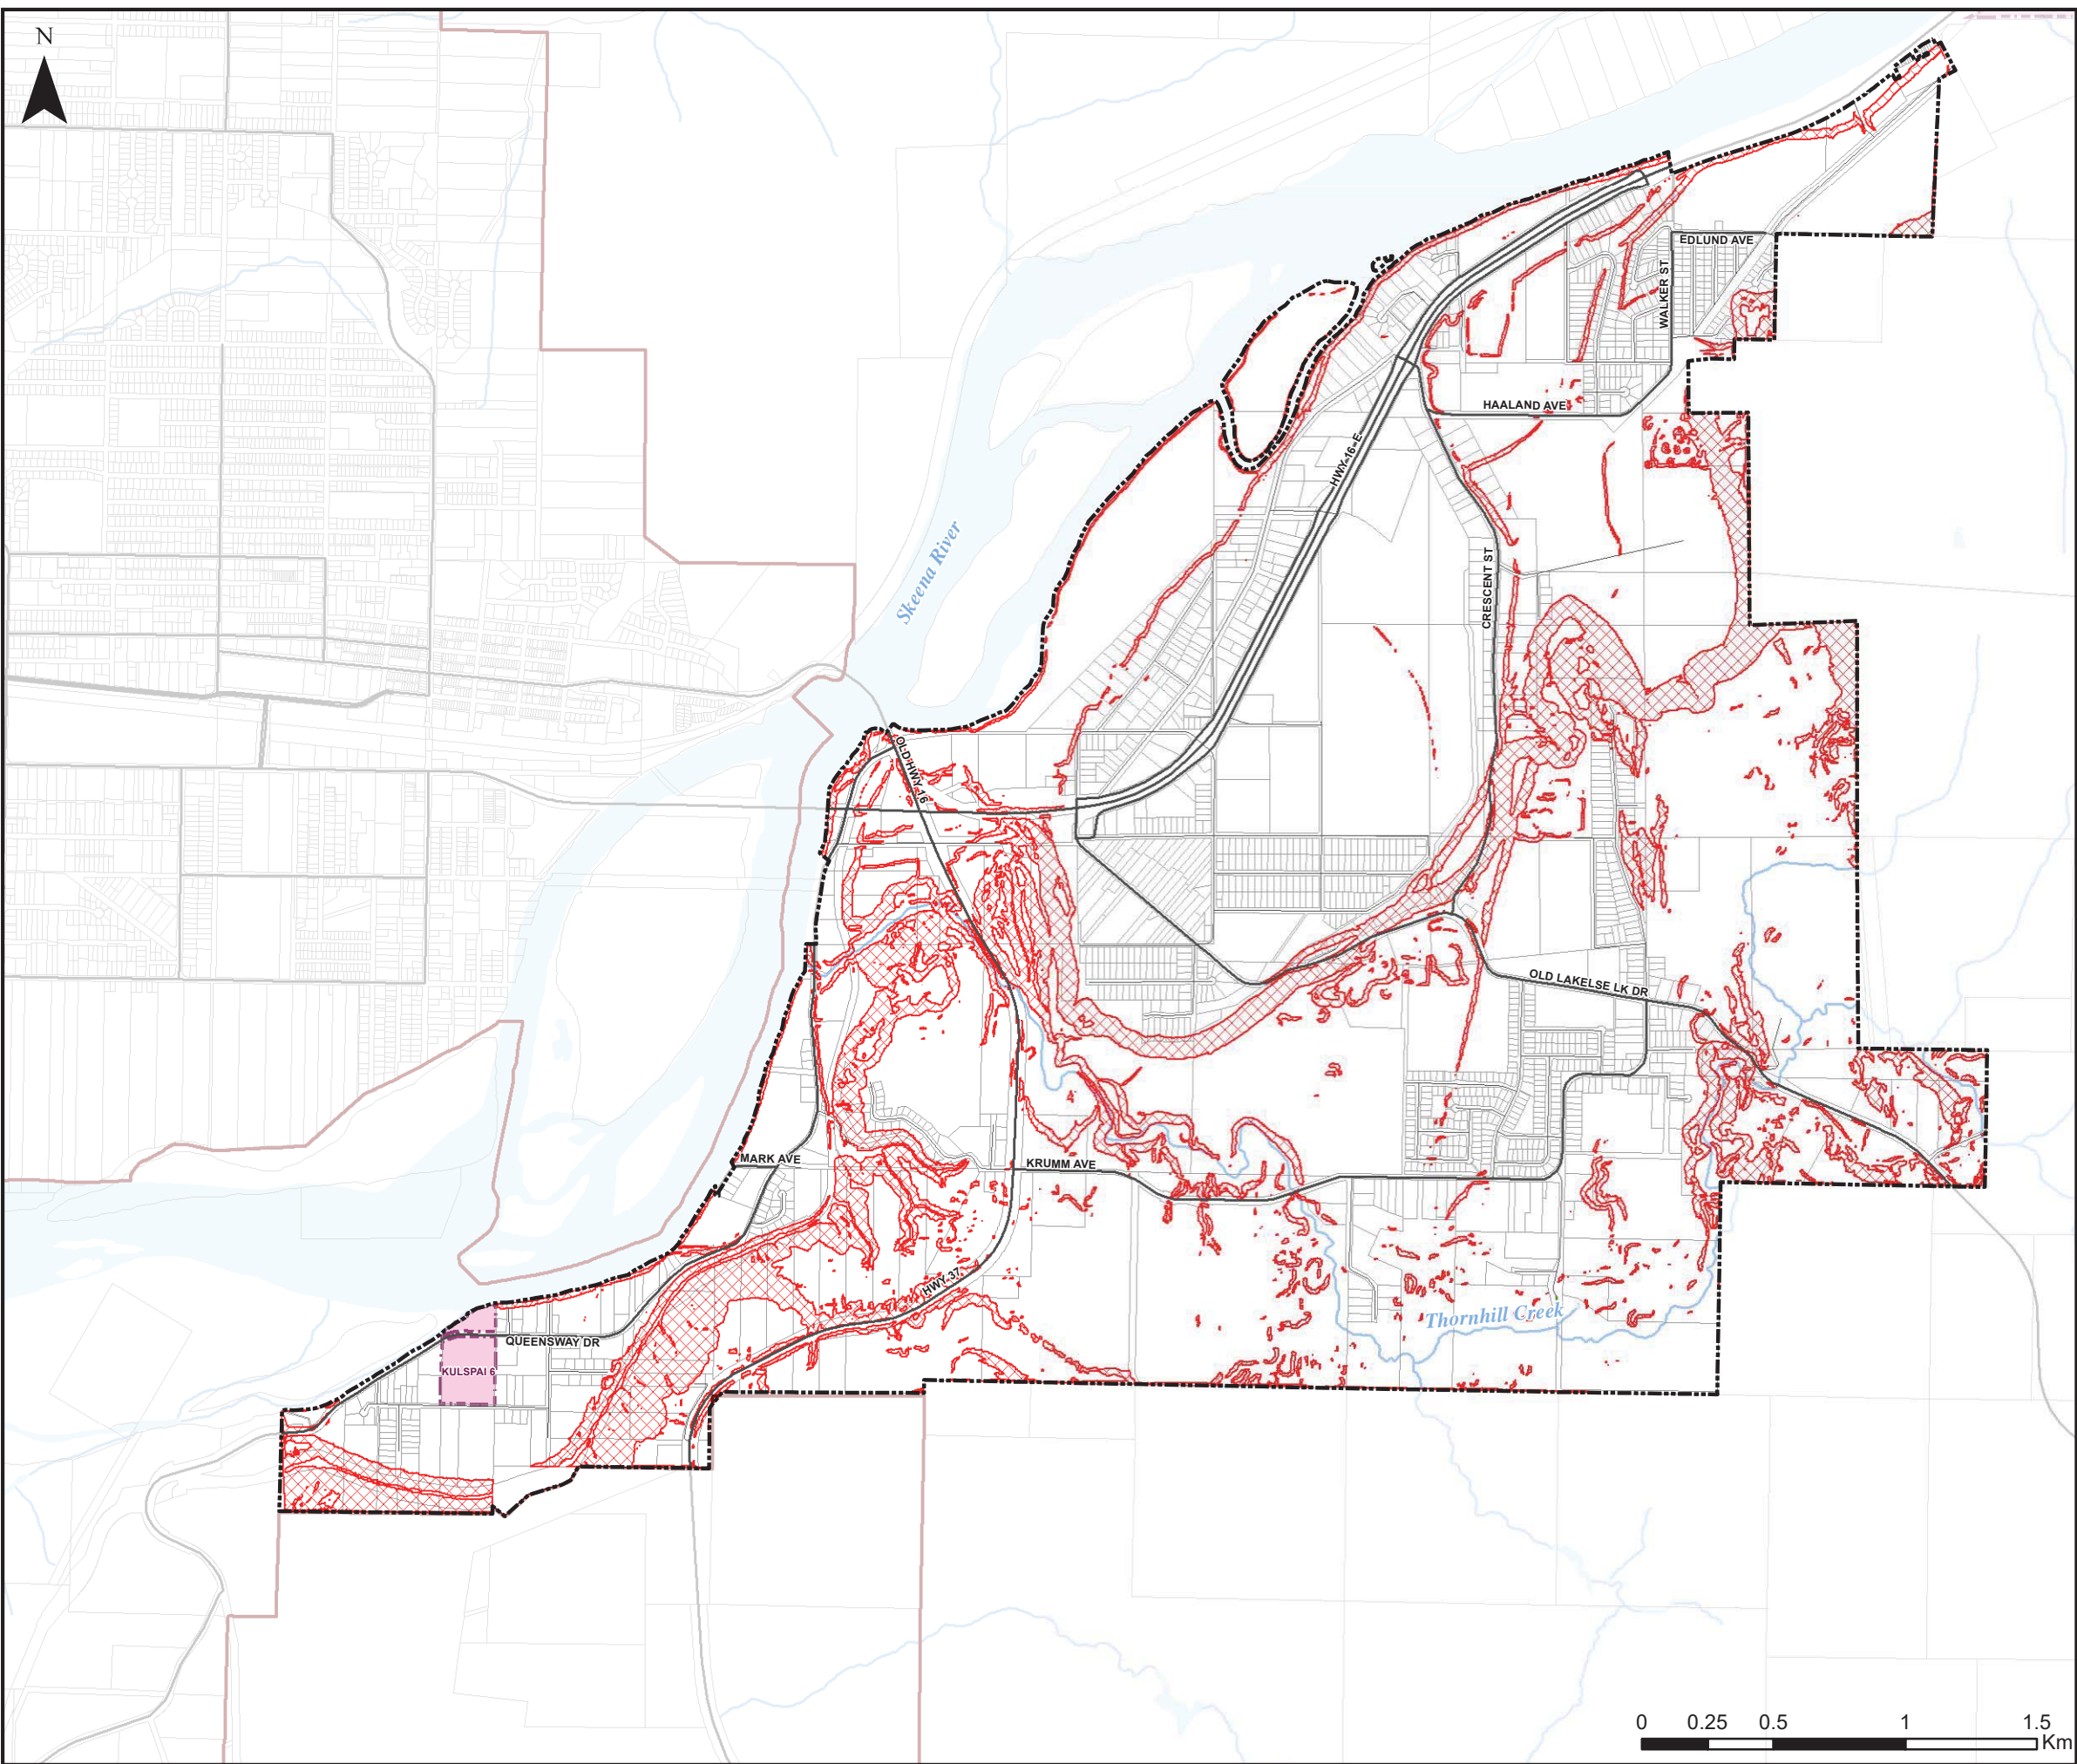 N
EDLUND AVE
WALKER ST
HAALAND AVE
HWY 16 E
Skeena River
CRESCENT ST
OLD HWY 16
OLD LAKELSE LK DR
MARK AVE
KRUMM AVE
HWY 37
Thornhill Creek
QUEENSWAY DR
KULSPAI 6
0 0.25 0.5 1 1.5
Km